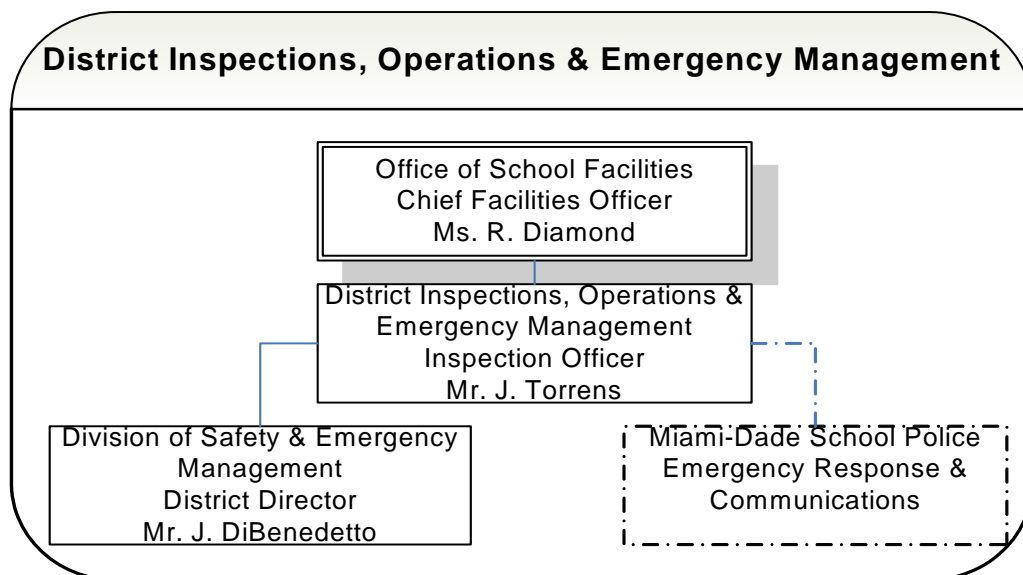 District Inspections, Operations & Emergency Management
Office of School Facilities
Chief Facilities Officer
Ms. R. Diamond
District Inspections, Operations &
Emergency Management
Inspection Officer
Mr. J. Torrens
Division of Safety & Emergency
Management
District Director
Mr. J. DiBenedetto
Miami-Dade School Police
Emergency Response &
Communications